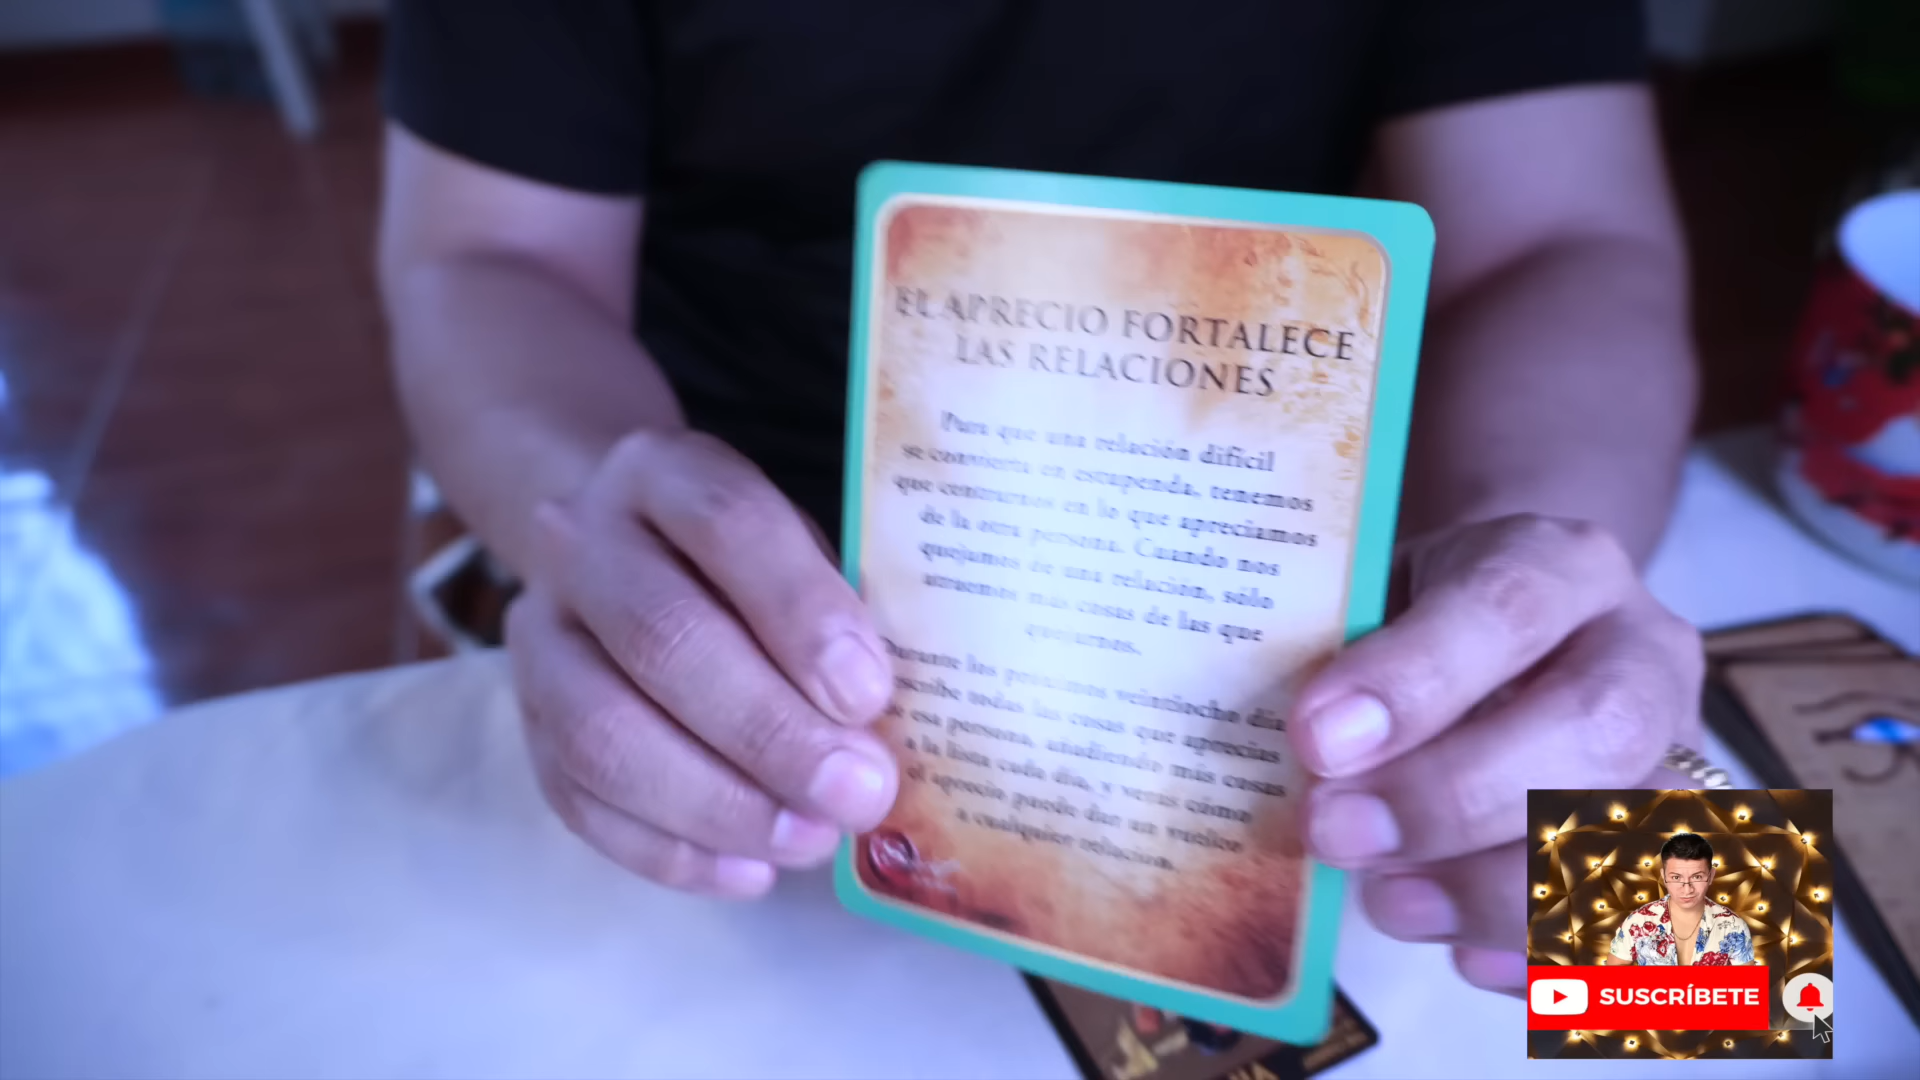 EL APRECIO FORTALECE
LAS RELACIONES
Para que una relación difícil
se convierta en estupenda, tenemos
que centrarnos en lo que apreciamos
de la otra persona. Cuando nos
quejamos de una relación, sólo
atraemos más cosas de las que
quejarnos.
Durante los próximos veintiocho día
scribe todas las cosas que aprecias
e esa persona, añadiendo más cosas
a la lista cada día, y verás cómo
el aprecio puede dar un vuelco
a cualquier relación.
SUSCRÍBETE